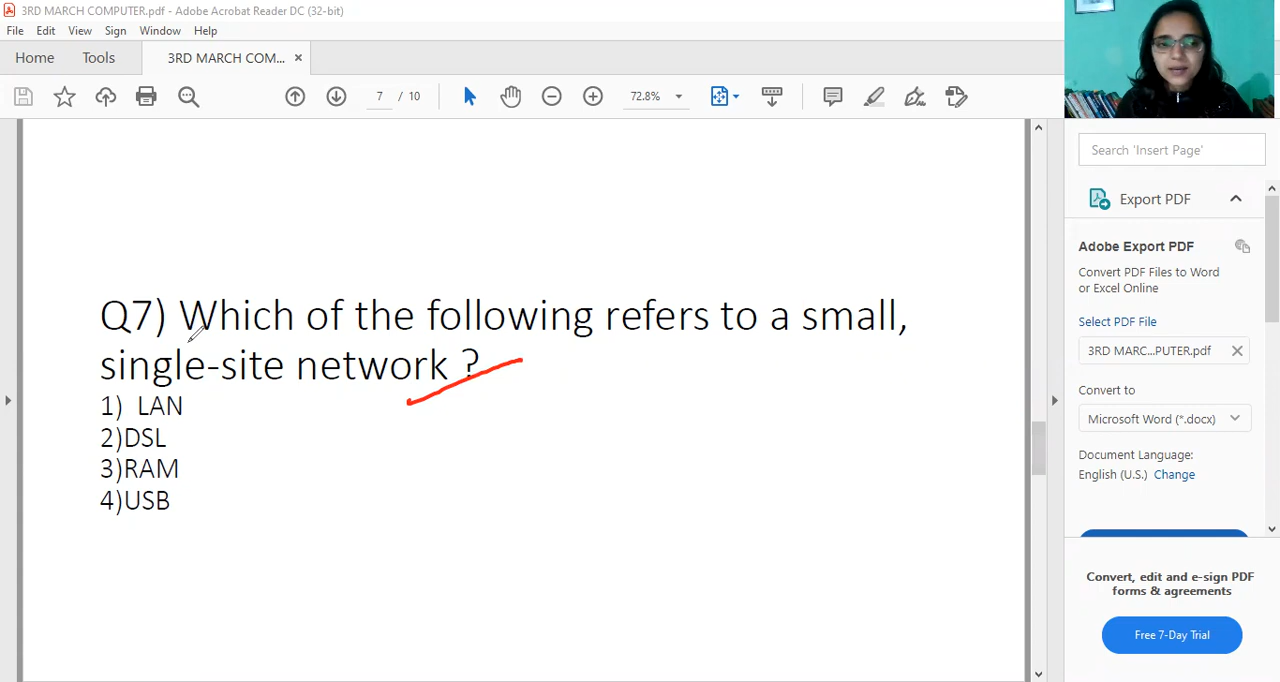 3RD MARCH COMPUTER.pdf - Adobe Acrobat Reader DC (32-bit)
File Edit View Sign Window Help
Home Tools 3RD MARCH COM... ×
7 / 10 72.8%
Search 'Insert Page'
Export PDF
Adobe Export PDF
Convert PDF Files to Word
or Excel Online
Select PDF File
3RD MARC...PUTER.pdf
Convert to
Microsoft Word (*.docx)
Document Language:
English (U.S.) Change
Convert, edit and e-sign PDF
forms & agreements
Free 7-Day Trial
Q7) Which of the following refers to a small,
single-site network ?
1) LAN
2)DSL
3)RAM
4)USB